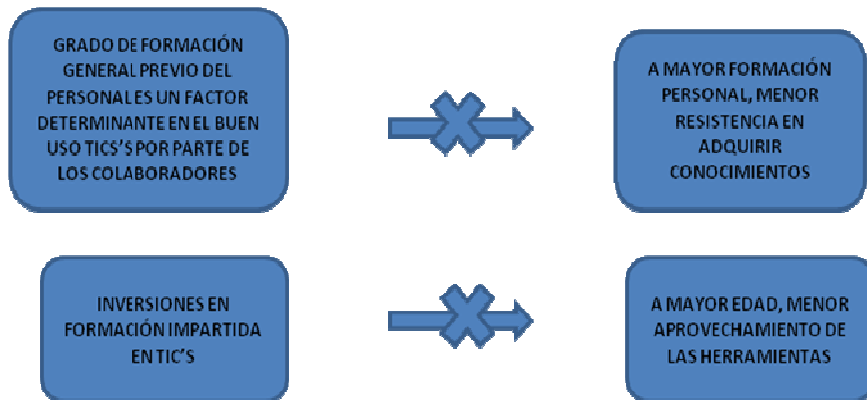 GRADO DE FORMACIÓN
GENERAL PREVIO DEL
PERSONAL ES UN FACTOR
DETERMINANTE EN EL BUEN
USO TICS'S POR PARTE DE
LOS COLABORADORES
A MAYOR FORMACIÓN
PERSONAL, MENOR
RESISTENCIA EN
ADQUIRIR
CONOCIMIENTOS
INVERSIONES EN
FORMACIÓN IMPARTIDA
EN TIC'S
A MAYOR EDAD, MENOR
APROVECHAMIENTO DE
LAS HERRAMIENTAS